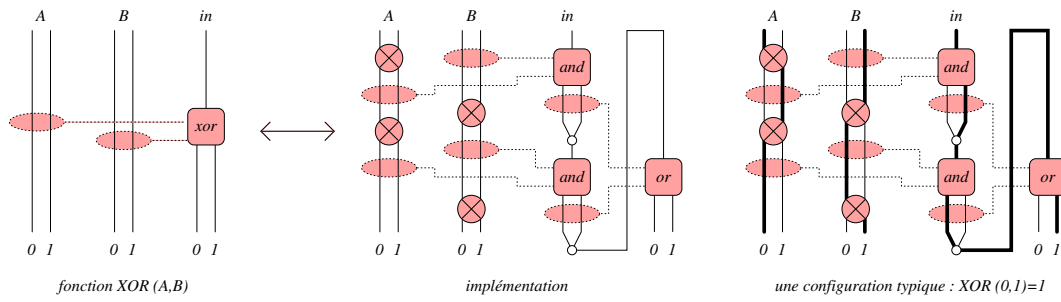 A B in
xor
0 1 0 1 0 1
fonction XOR (A,B)
A B in
and
and
or
0 1 0 1 0 1
implémentation
A B in
and
and
or
0 1 0 1 0 1
une configuration typique : XOR (0,1)=1